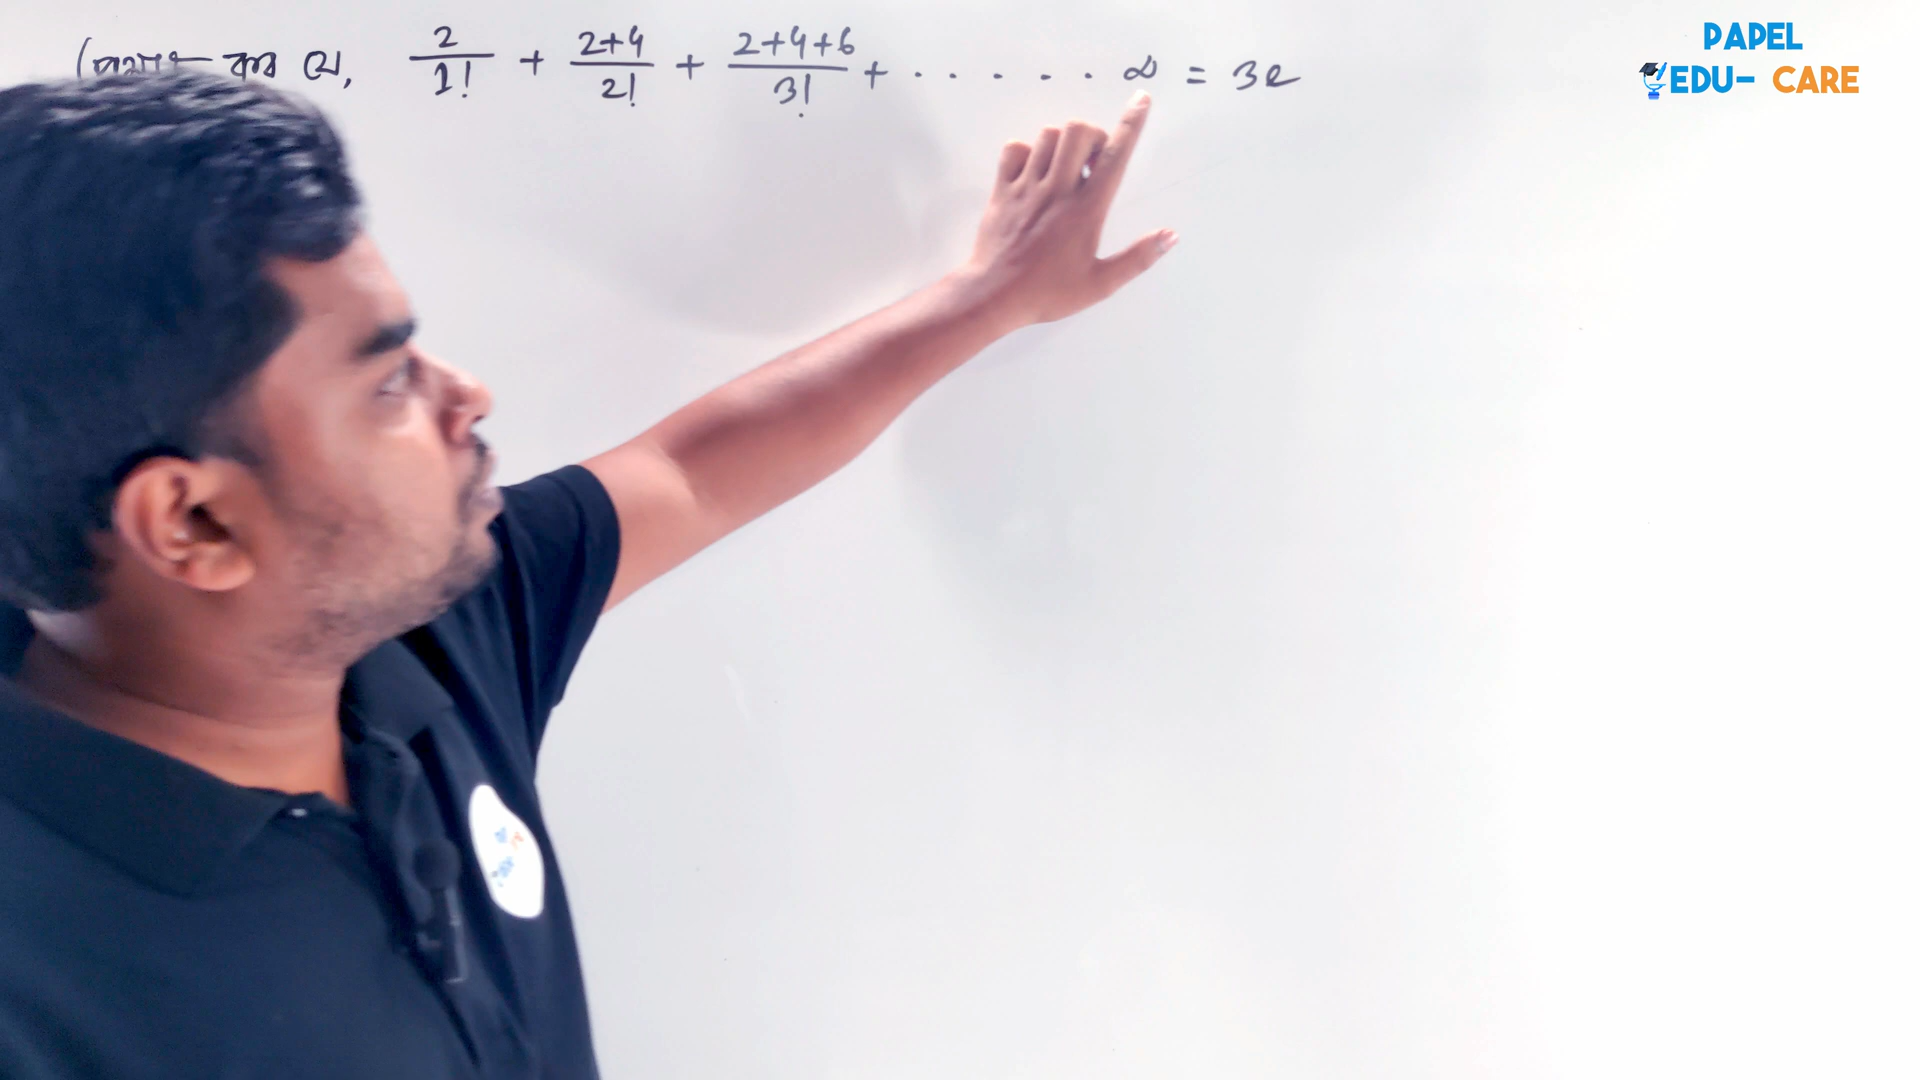 প্রমাণ কর যে, 2/1! + (2+4)/2! + (2+4+6)/3! + . . . . . ∞ = 3e
PAPEL
EDU- CARE